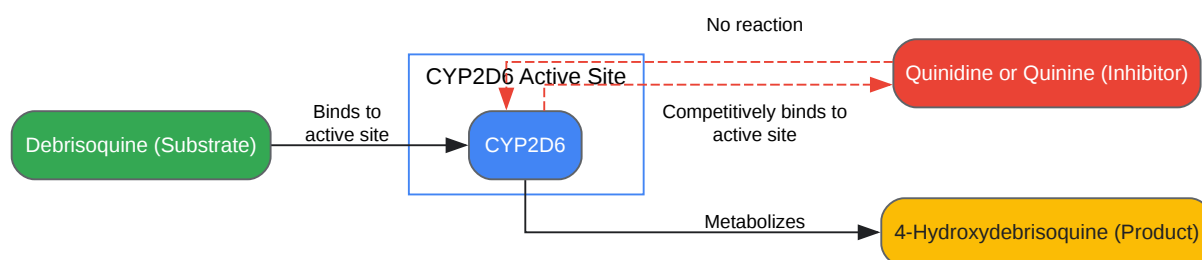 No reaction
CYP2D6 Active Site
Quinidine or Quinine (Inhibitor)
Binds to
active site
Competitively binds to
active site
Debrisoquine (Substrate)
CYP2D6
Metabolizes
4-Hydroxydebrisoquine (Product)